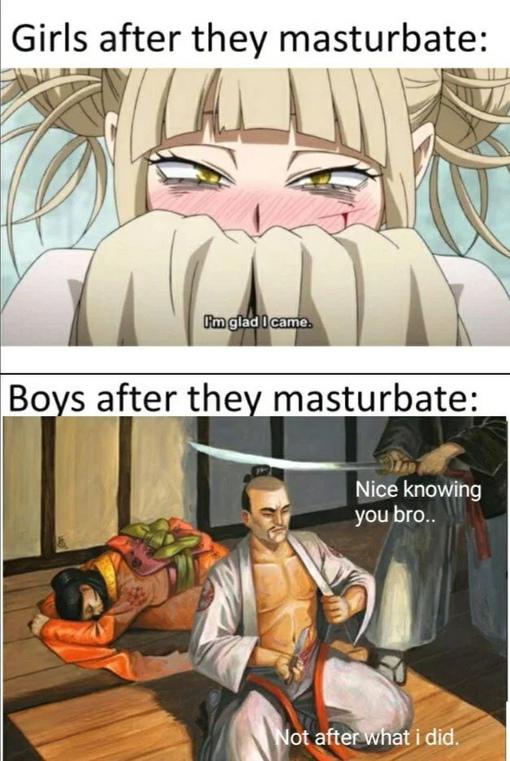 Girls after they masturbate:
I'm glad I came.
Boys after they masturbate:
Nice knowing
you bro..
Not after what i did.